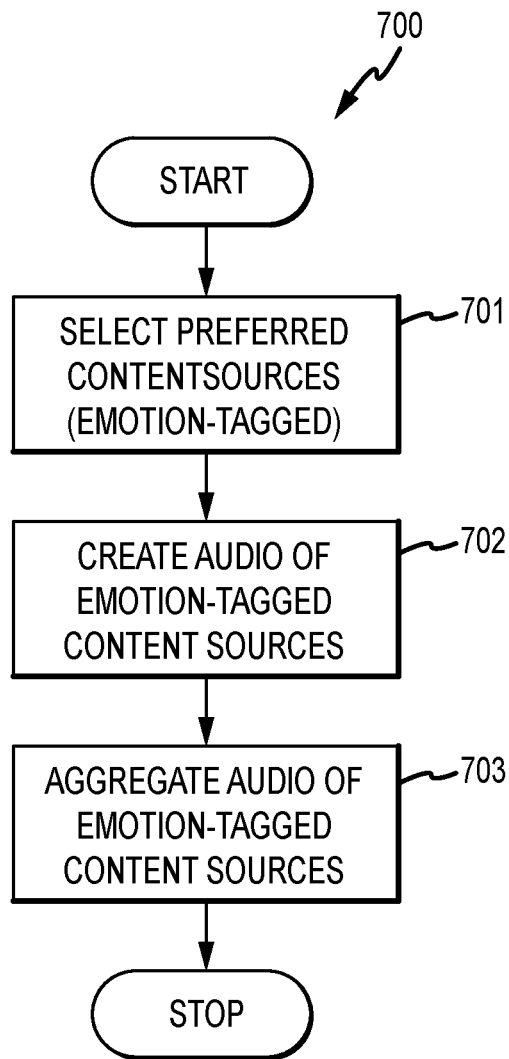 700
START
701
SELECT PREFERRED
CONTENTSOURCES
(EMOTION-TAGGED)
702
CREATE AUDIO OF
EMOTION-TAGGED
CONTENT SOURCES
703
AGGREGATE AUDIO OF
EMOTION-TAGGED
CONTENT SOURCES
STOP